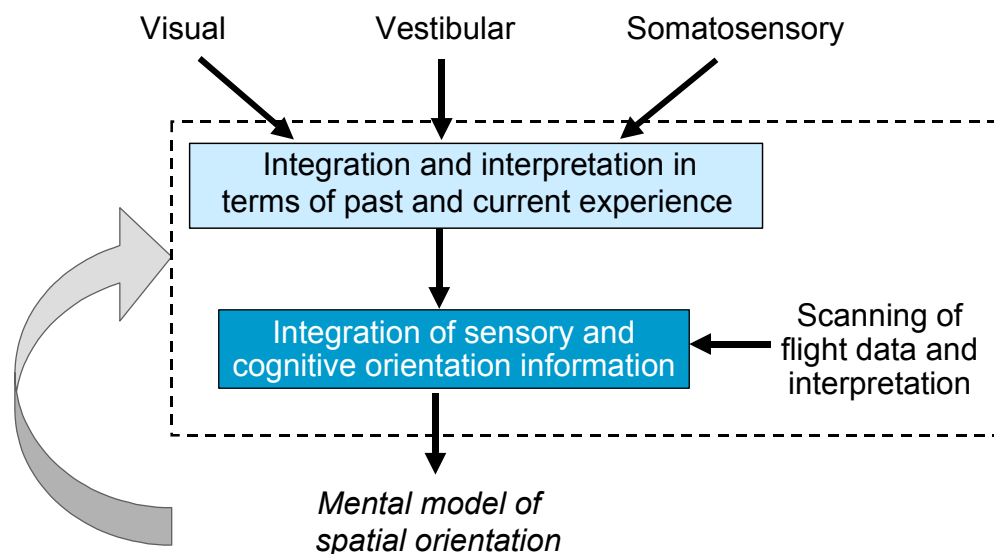 Visual
Vestibular
Somatosensory
Integration and interpretation in
terms of past and current experience
Integration of sensory and
cognitive orientation information
Scanning of
flight data and
interpretation
Mental model of
spatial orientation